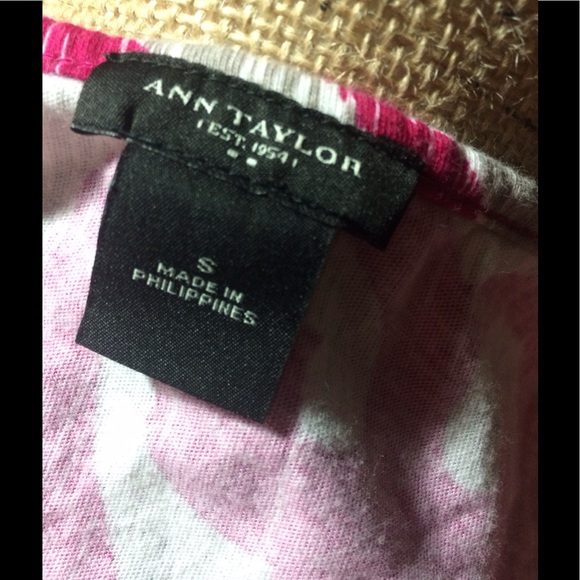 ANN TAYLOR
| EST. 1954 |
S
MADE IN
PHILIPPINES